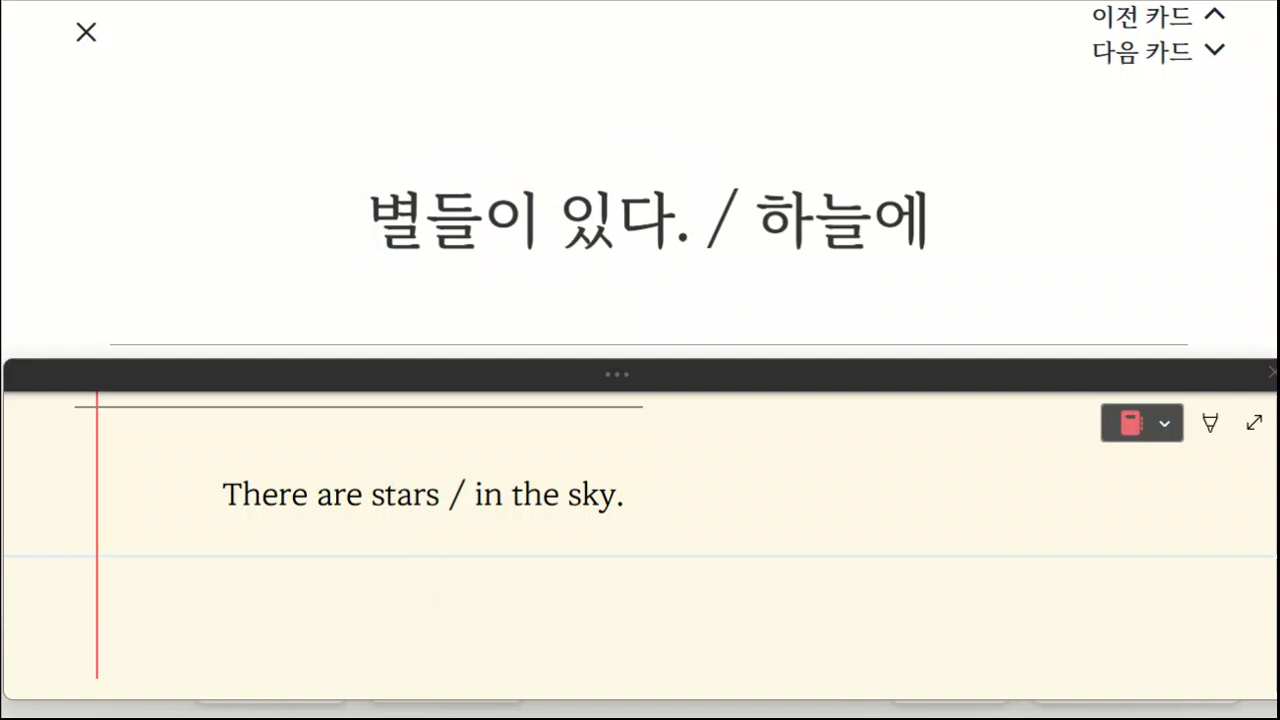 이전 카드
다음 카드
별들이 있다. / 하늘에
There are stars / in the sky.